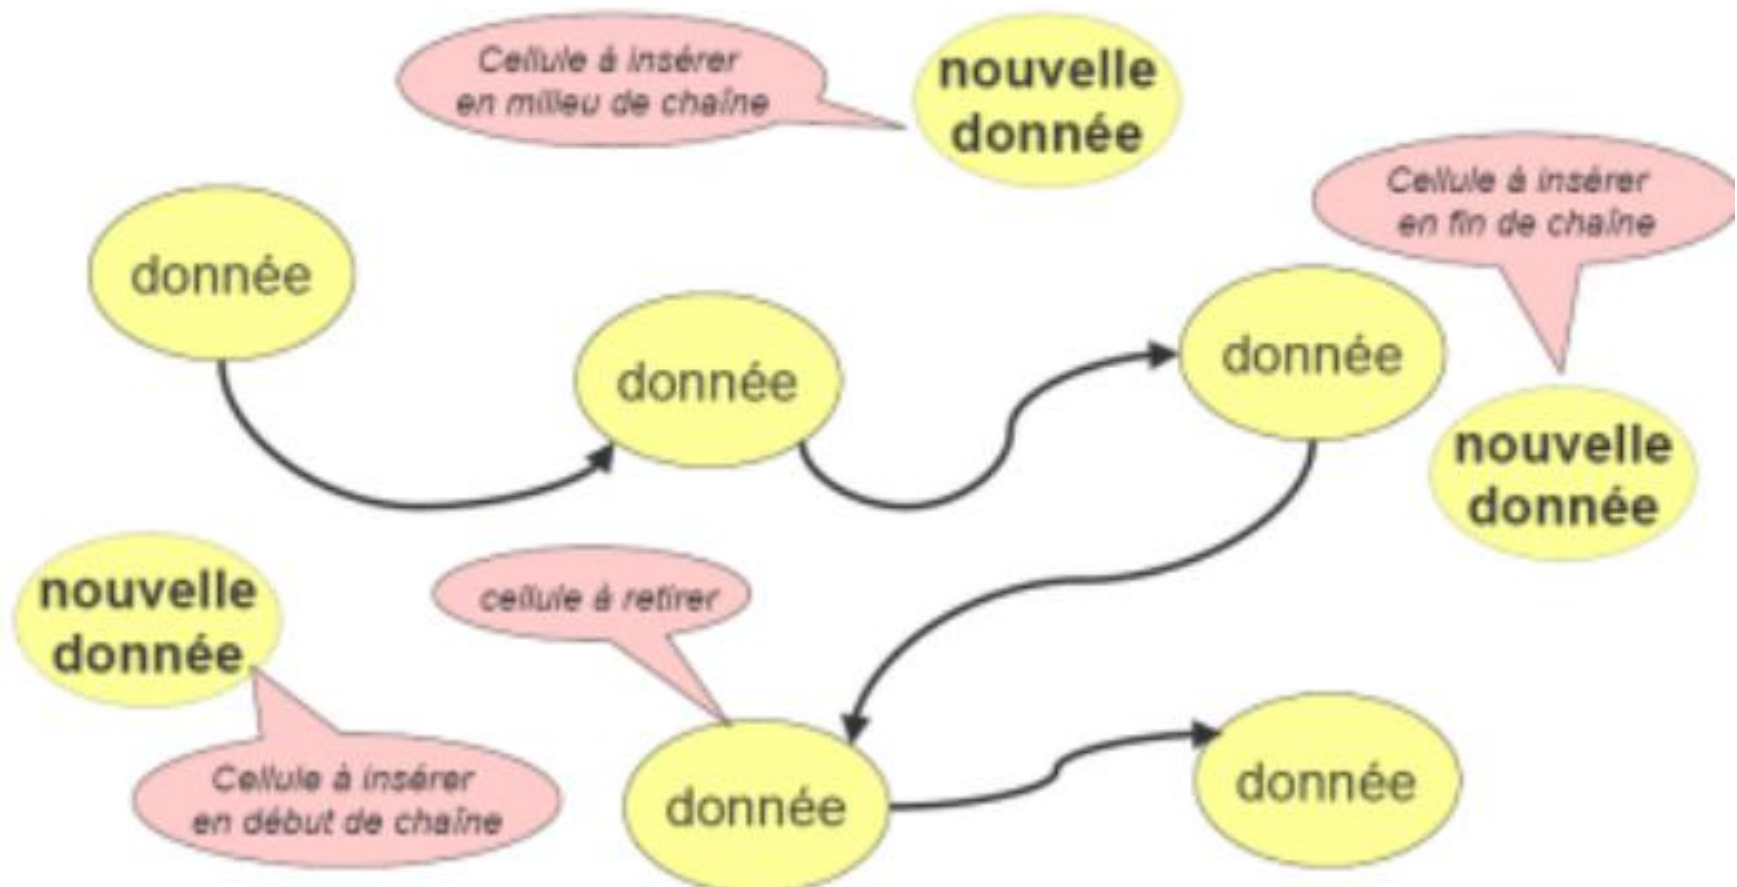 Cellule à insérer
en milieu de chaîne
nouvelle
donnée
Cellule à insérer
en fin de chaîne
donnée
donnée
donnée
nouvelle
donnée
nouvelle
donnée
cellule à retirer
Cellule à insérer
en début de chaîne
donnée
donnée